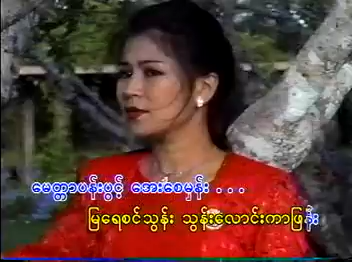 မေတ္တာပန်းပွင့် အေးစေမှန်း . . .
မြရေစင်သွန်း သွန်းလောင်းကာဖြန်း